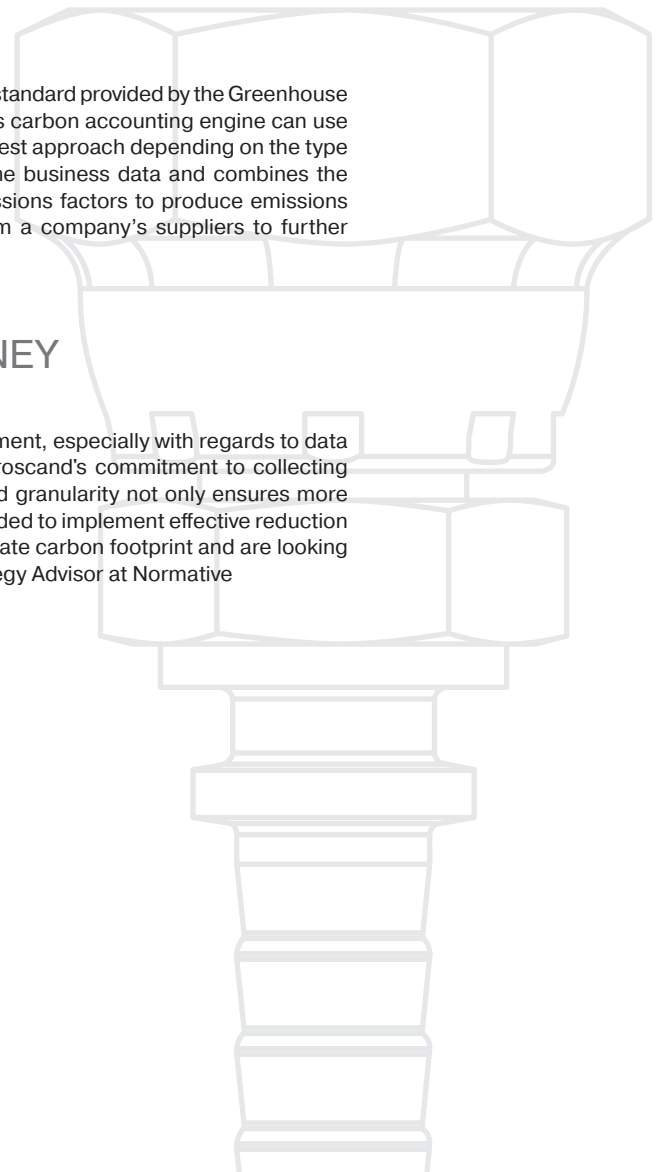 standard provided by the Greenhouse
s carbon accounting engine can use
est approach depending on the type
ne business data and combines the
ssions factors to produce emissions
m a company's suppliers to further
NEY
ment, especially with regards to data
roscand's commitment to collecting
d granularity not only ensures more
ded to implement effective reduction
ate carbon footprint and are looking
egy Advisor at Normative